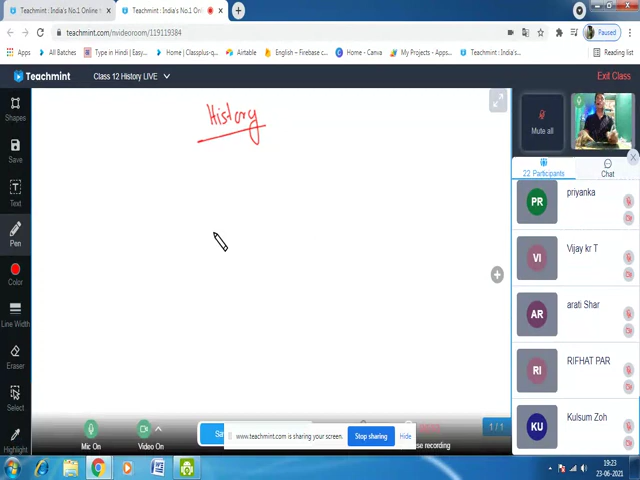 Teachmint : India's No.1 Online
Teachmint : India's No.1 On
teachmint.com/nvideoroom/119119384
Paused
Apps
All Batches
Type in Hindi | Easy
Home | Classplus-q
Airtable
English – Firebase c
Home - Canva
My Projects - Apps
Teachmint : India's
Reading list
Teachmint
Class 12 History LIVE
Exit Class
Shapes
Save
Text
Pen
Color
Line Width
Eraser
Select
Highlight
History
Mute all
22 Participants
Chat
PR
priyanka
VI
Vijay kr T
AR
arati Shar
RI
RIFHAT PAR
KU
Kulsum Zoh
1/1
Mic On
Video On
www.teachmint.com is sharing your screen.
Stop sharing
Hide
recording
19:23
23-06-2021